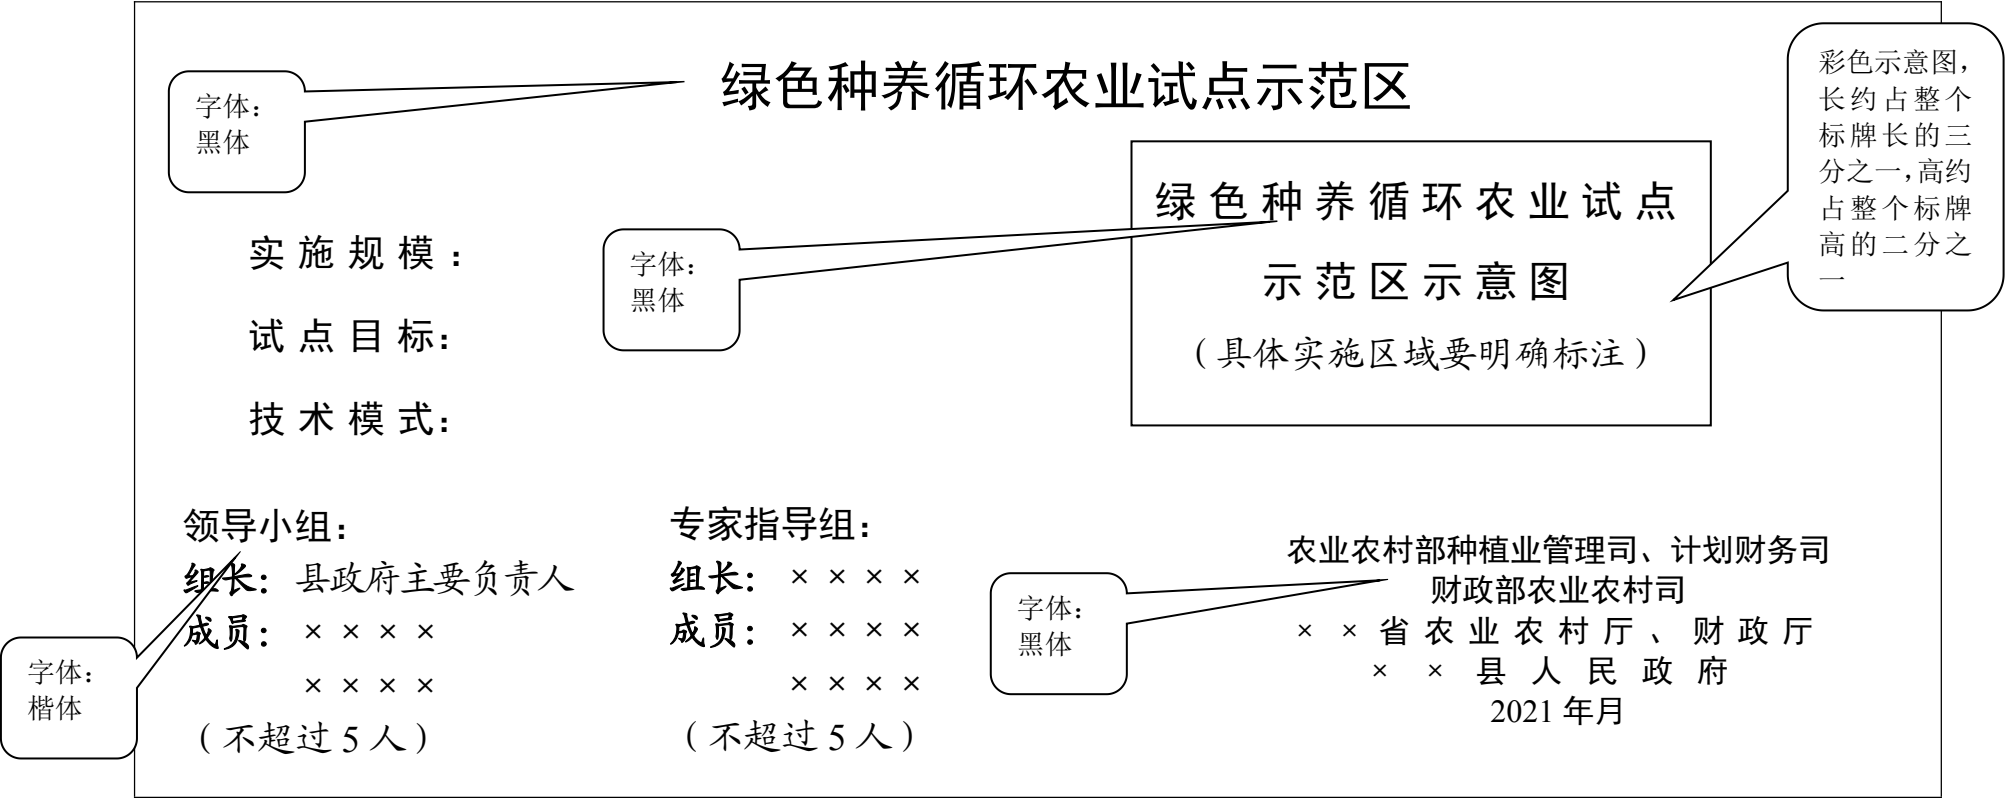 绿色种养循环农业试点示范区
字体：
黑体
彩色示意图，
长约占整个
标牌长的三
分之一，高约
占整个标牌
高的二分之
一
绿色种养循环农业试点
示范区示意图
（具体实施区域要明确标注）
字体：
黑体
实施规模：
试点目标：
技术模式：
领导小组：
组长：县政府主要负责人
成员：××××
××××
（不超过5人）
字体：
楷体
专家指导组：
组长：××××
成员：××××
××××
（不超过5人）
字体：
黑体
农业农村部种植业管理司、计划财务司
财政部农业农村司
××省农业农村厅、财政厅
××县人民政府
2021年月